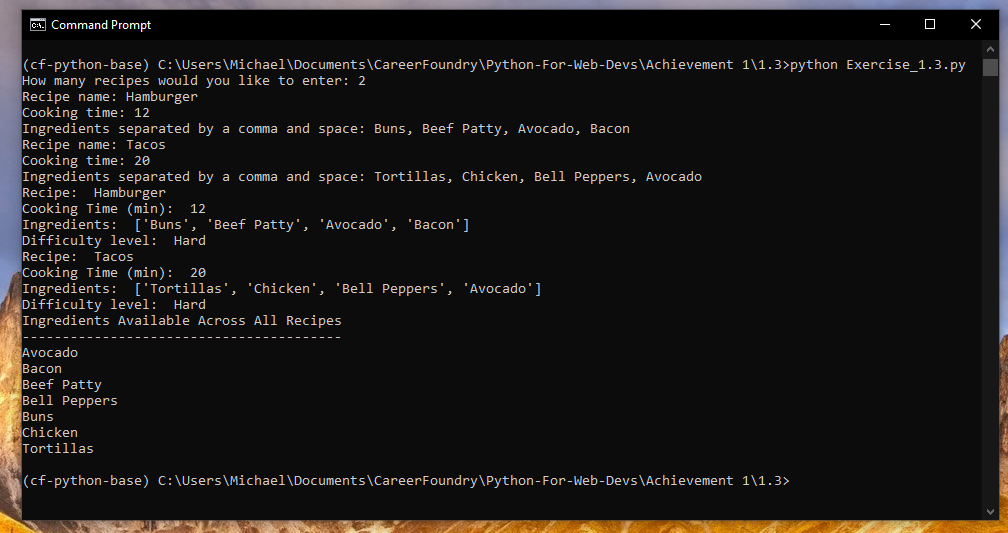 Command Prompt
(cf-python-base) C:\Users\Michael\Documents\CareerFoundry\Python-For-Web-Devs\Achievement 1\1.3>python Exercise_1.3.py
How many recipes would you like to enter: 2
Recipe name: Hamburger
Cooking time: 12
Ingredients separated by a comma and space: Buns, Beef Patty, Avocado, Bacon
Recipe name: Tacos
Cooking time: 20
Ingredients separated by a comma and space: Tortillas, Chicken, Bell Peppers, Avocado
Recipe:  Hamburger
Cooking Time (min):  12
Ingredients:  ['Buns', 'Beef Patty', 'Avocado', 'Bacon']
Difficulty level:  Hard
Recipe:  Tacos
Cooking Time (min):  20
Ingredients:  ['Tortillas', 'Chicken', 'Bell Peppers', 'Avocado']
Difficulty level:  Hard
Ingredients Available Across All Recipes
----------------------------------------
Avocado
Bacon
Beef Patty
Bell Peppers
Buns
Chicken
Tortillas
(cf-python-base) C:\Users\Michael\Documents\CareerFoundry\Python-For-Web-Devs\Achievement 1\1.3>